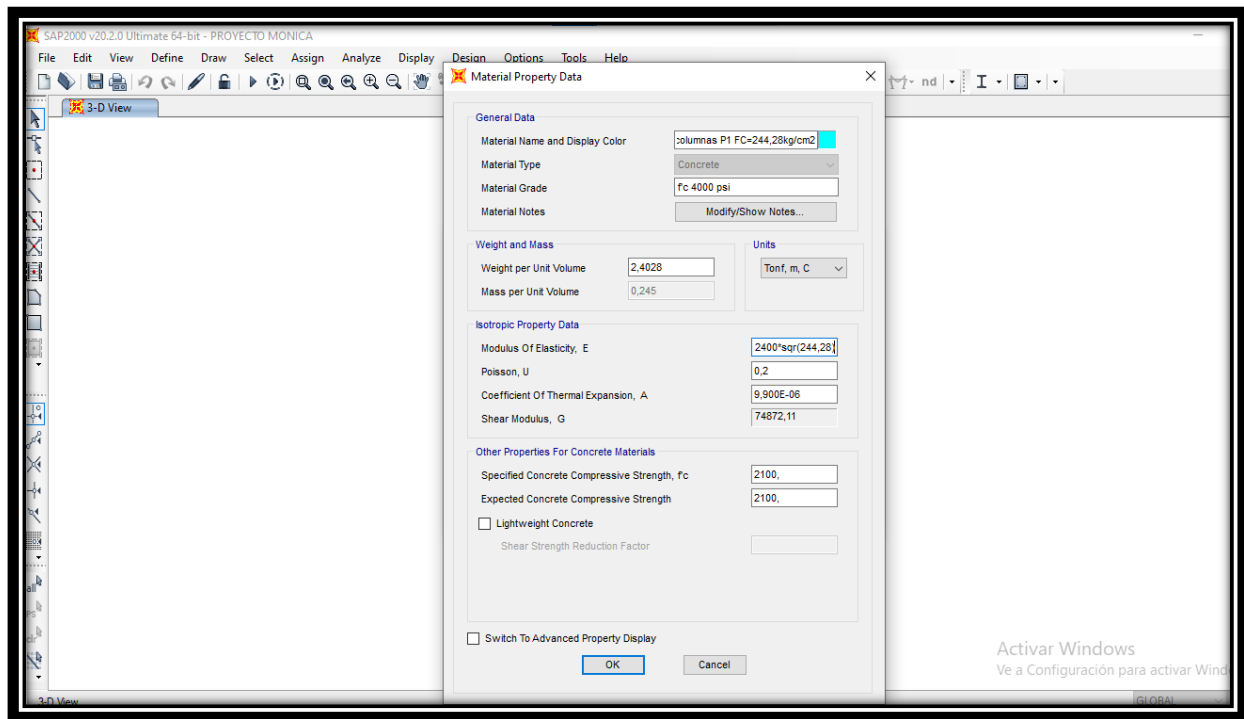 SAP2000 v20.2.0 Ultimate 64-bit - PROYECTO MONICA
File Edit View Define Draw Select Assign Analyze Display Design Options Tools Help
nd
3-D View
Material Property Data
General Data
Material Name and Display Color columnas P1 FC=244,28kg/cm2
Material Type Concrete
Material Grade f'c 4000 psi
Material Notes Modify/Show Notes...
Weight and Mass Units
Weight per Unit Volume 2,4028 Tonf, m, C
Mass per Unit Volume 0,245
Isotropic Property Data
Modulus Of Elasticity, E 2400*sqr(244,28)
Poisson, U 0,2
Coefficient Of Thermal Expansion, A 9,900E-06
Shear Modulus, G 74872,11
Other Properties For Concrete Materials
Specified Concrete Compressive Strength, f'c 2100,
Expected Concrete Compressive Strength 2100,
Lightweight Concrete
Shear Strength Reduction Factor
all
Switch To Advanced Property Display
OK Cancel
Activar Windows
Ve a Configuración para activar Wind
3-D View GLOBAL